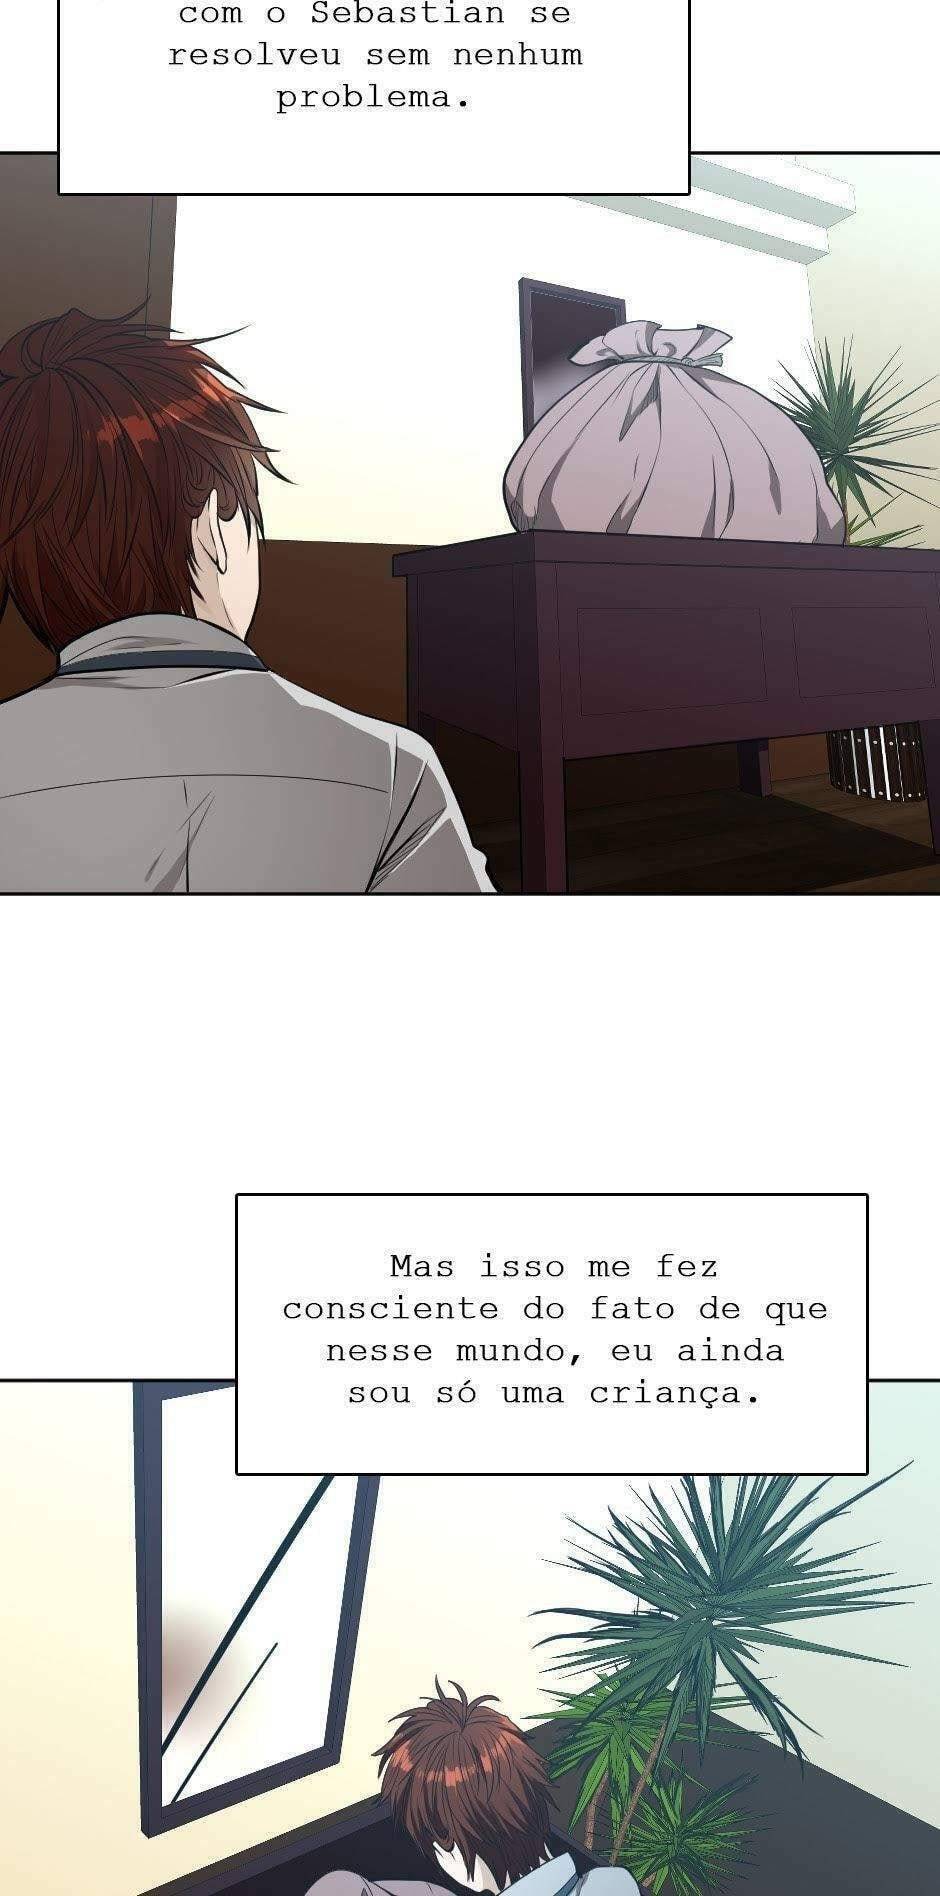 com o Sebastian se
resolveu sem nenhum
problema.
Mas isso me fez
consciente do fato de que
nesse mundo, eu ainda
sou só uma criança.